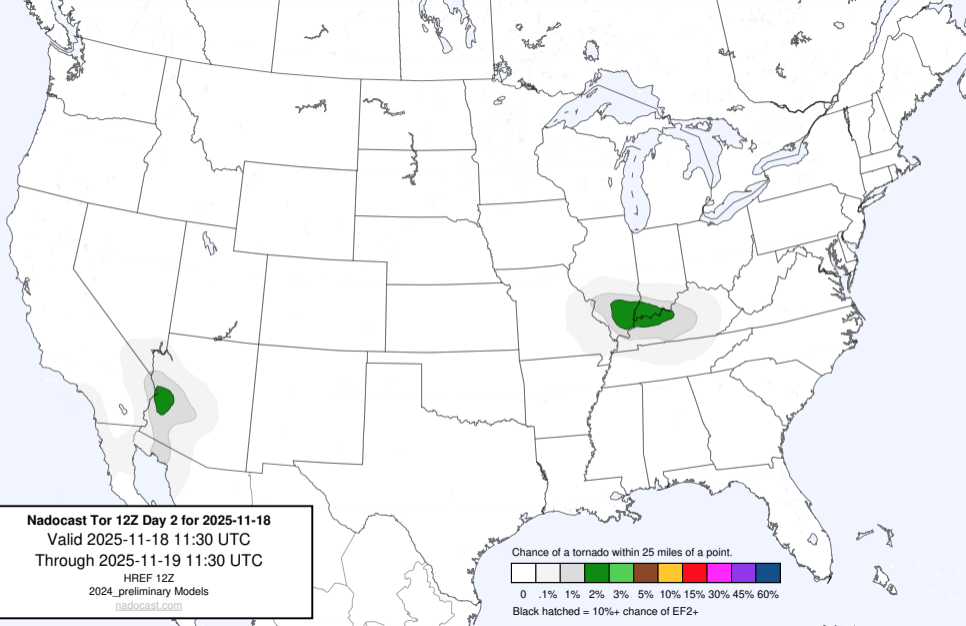 Nadocast Tor 12Z Day 2 for 2025-11-18
Valid 2025-11-18 11:30 UTC
Through 2025-11-19 11:30 UTC
HREF 12Z
2024_preliminary Models
nadocast.com
Chance of a tornado within 25 miles of a point.
0 .1% 1% 2% 3% 5% 10% 15% 30% 45% 60%
Black hatched = 10%+ chance of EF2+